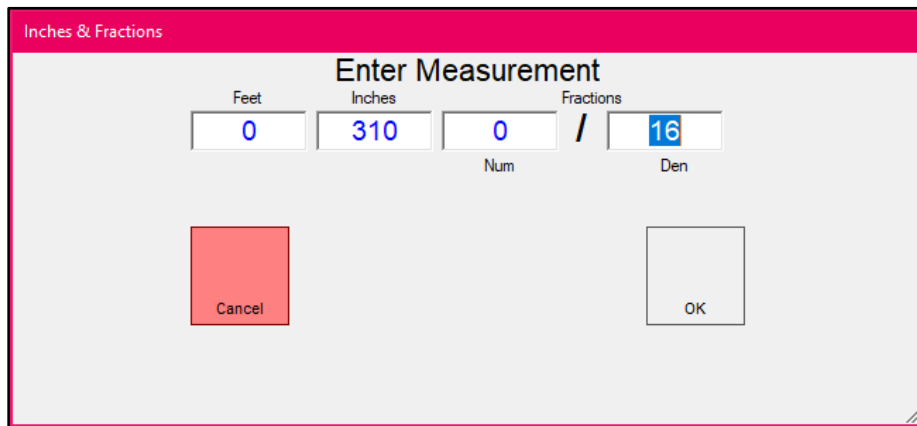 Inches & Fractions
Enter Measurement
Feet Inches Fractions
0 310 0 / 16
Num Den
Cancel OK